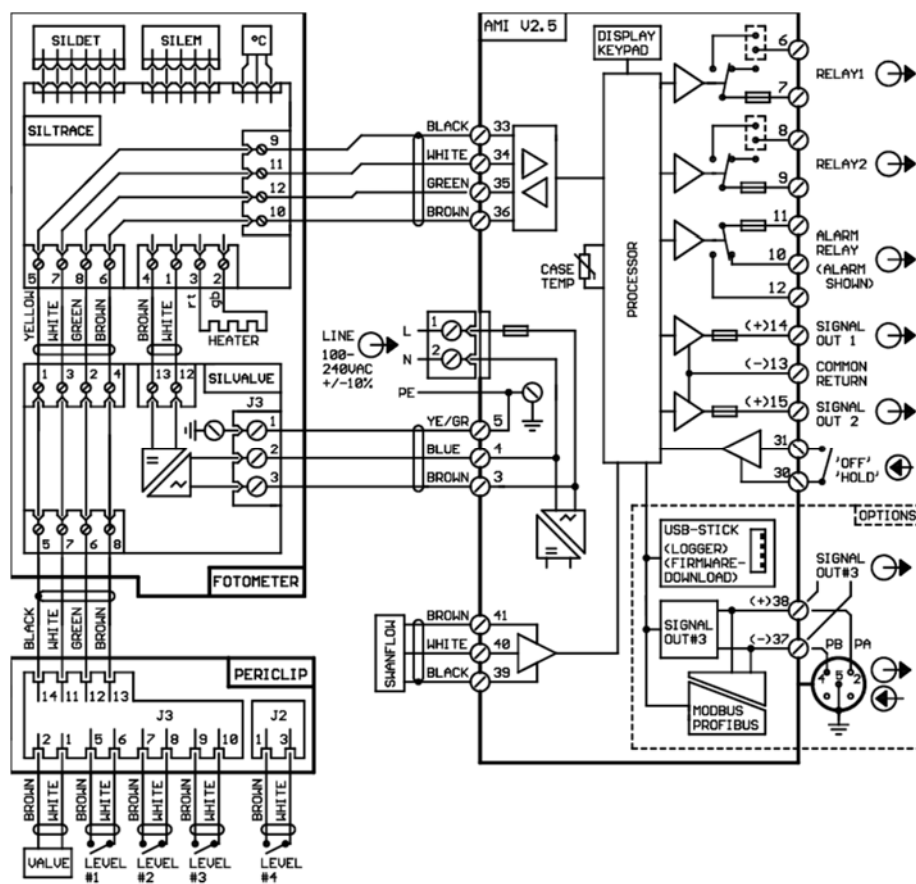 SILDET
SILEM
°C
SILTRACE
9
11
12
10
5
7
8
6
4
1
3
2
YELLOW
WHITE
GREEN
BROWN
BROWN
WHITE
rt
gb
HEATER
1
3
2
4
13
12
SILVALVE
J3
1
2
3
5
7
6
8
FOTOMETER
BLACK
WHITE
GREEN
BROWN
PERICLIP
14
11
12
13
J3
J2
2
1
5
6
7
8
9
10
1
3
BROWN
WHITE
BROWN
WHITE
BROWN
WHITE
BROWN
WHITE
BROWN
WHITE
VALVE
LEVEL
#1
LEVEL
#2
LEVEL
#3
LEVEL
#4
AMI V2.5
DISPLAY
KEYPAD
BLACK
33
WHITE
34
GREEN
35
BROWN
36
CASE
TEMP
PROCESSOR
LINE
100-
240VAC
+/-10%
L
1
N
2
PE
YE/GR
5
BLUE
4
BROWN
3
SWANFLOW
BROWN
41
WHITE
40
BLACK
39
6
RELAY1
7
8
RELAY2
9
11
ALARM
RELAY
10
(ALARM
SHOWN)
12
(+)14
SIGNAL
OUT 1
(-)13
COMMON
RETURN
(+)15
SIGNAL
OUT 2
31
30
'OFF'
'HOLD'
OPTIONS
USB-STICK
(LOGGER)
(FIRMWARE-
DOWNLOAD)
SIGNAL
OUT#3
(+)38
SIGNAL
OUT#3
(-)37
PB
PA
4
5
2
MODBUS
PROFIBUS